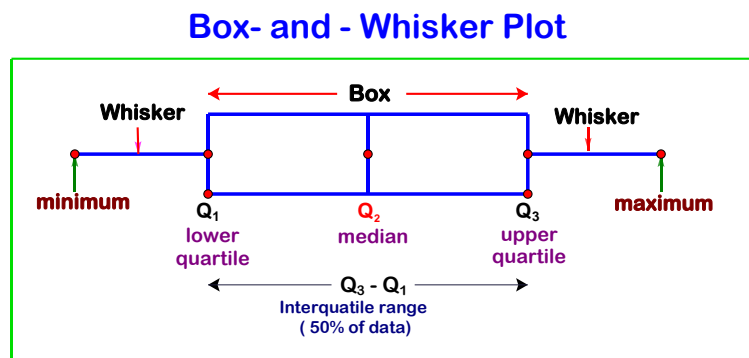 Box- and - Whisker Plot
Box
Whisker
Whisker
minimum
maximum
Q₁
Q₂
Q₃
lower
quartile
median
upper
quartile
Q₃ - Q₁
Interquatile range
( 50% of data)